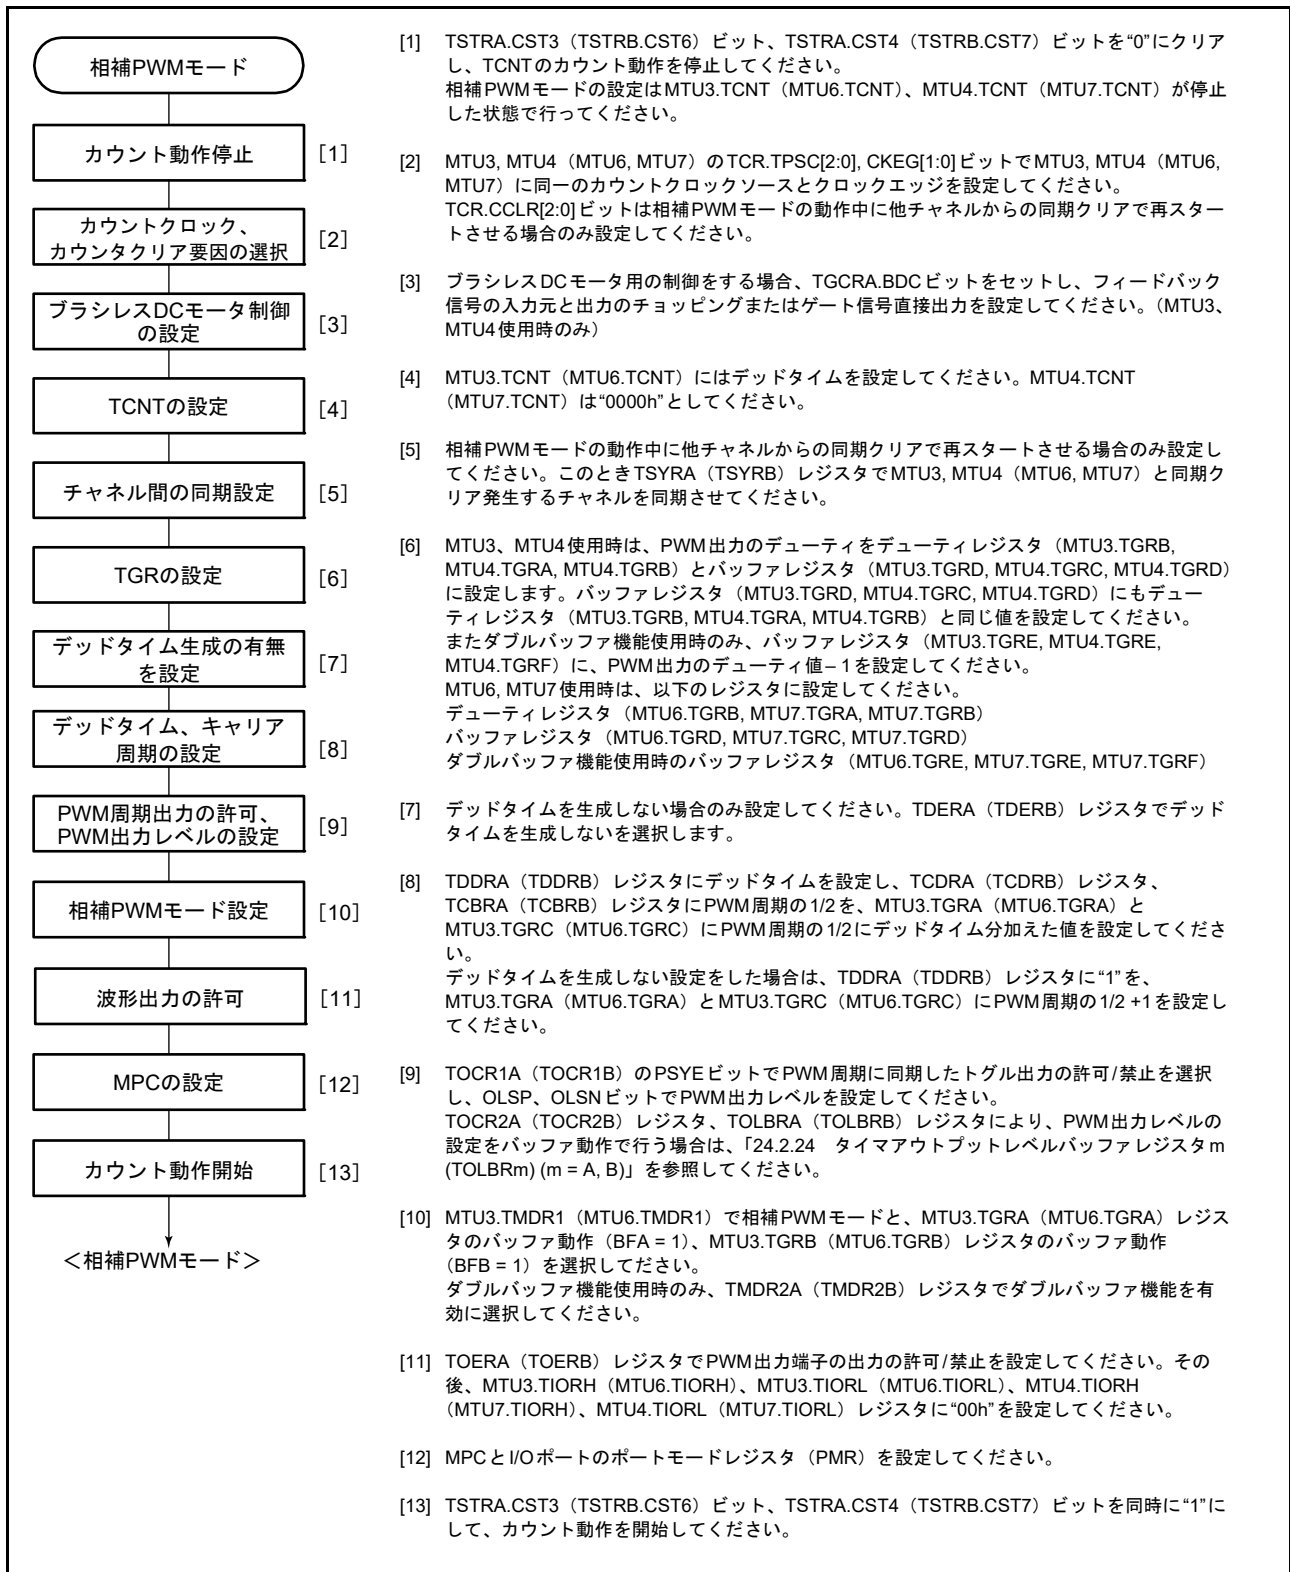 相補PWMモード
カウント動作停止 [1]
カウントクロック、
カウンタクリア要因の選択 [2]
ブラシレスDCモータ制御
の設定 [3]
TCNTの設定 [4]
チャネル間の同期設定 [5]
TGRの設定 [6]
デッドタイム生成の有無
を設定 [7]
デッドタイム、キャリア
周期の設定 [8]
PWM周期出力の許可、
PWM出力レベルの設定 [9]
相補PWMモード設定 [10]
波形出力の許可 [11]
MPCの設定 [12]
カウント動作開始 [13]
＜相補PWMモード＞
[1] TSTRA.CST3（TSTRB.CST6）ビット、TSTRA.CST4（TSTRB.CST7）ビットを“0”にクリア
し、TCNTのカウント動作を停止してください。
相補PWMモードの設定はMTU3.TCNT（MTU6.TCNT）、MTU4.TCNT（MTU7.TCNT）が停止
した状態で行ってください。
[2] MTU3, MTU4（MTU6, MTU7）のTCR.TPSC[2:0], CKEG[1:0]ビットでMTU3, MTU4（MTU6,
MTU7）に同一のカウントクロックソースとクロックエッジを設定してください。
TCR.CCLR[2:0]ビットは相補PWMモードの動作中に他チャネルからの同期クリアで再スター
トさせる場合のみ設定してください。
[3] ブラシレスDCモータ用の制御をする場合、TGCRA.BDCビットをセットし、フィードバック
信号の入力元と出力のチョッピングまたはゲート信号直接出力を設定してください。（MTU3、
MTU4使用時のみ）
[4] MTU3.TCNT（MTU6.TCNT）にはデッドタイムを設定してください。MTU4.TCNT
（MTU7.TCNT）は“0000h”としてください。
[5] 相補PWMモードの動作中に他チャネルからの同期クリアで再スタートさせる場合のみ設定し
てください。このときTSYRA（TSYRB）レジスタでMTU3, MTU4（MTU6, MTU7）と同期ク
リア発生するチャネルを同期させてください。
[6] MTU3、MTU4使用時は、PWM出力のデューティをデューティレジスタ（MTU3.TGRB,
MTU4.TGRA, MTU4.TGRB）とバッファレジスタ（MTU3.TGRD, MTU4.TGRC, MTU4.TGRD）
に設定します。バッファレジスタ（MTU3.TGRD, MTU4.TGRC, MTU4.TGRD）にもデュー
ティレジスタ（MTU3.TGRB, MTU4.TGRA, MTU4.TGRB）と同じ値を設定してください。
またダブルバッファ機能使用時のみ、バッファレジスタ（MTU3.TGRE, MTU4.TGRE,
MTU4.TGRF）に、PWM出力のデューティ値－1を設定してください。
MTU6, MTU7使用時は、以下のレジスタに設定してください。
デューティレジスタ（MTU6.TGRB, MTU7.TGRA, MTU7.TGRB）
バッファレジスタ（MTU6.TGRD, MTU7.TGRC, MTU7.TGRD）
ダブルバッファ機能使用時のバッファレジスタ（MTU6.TGRE, MTU7.TGRE, MTU7.TGRF）
[7] デッドタイムを生成しない場合のみ設定してください。TDERA（TDERB）レジスタでデッド
タイムを生成しないを選択します。
[8] TDDRA（TDDRB）レジスタにデッドタイムを設定し、TCDRA（TCDRB）レジスタ、
TCBRA（TCBRB）レジスタにPWM周期の1/2を、MTU3.TGRA（MTU6.TGRA）と
MTU3.TGRC（MTU6.TGRC）にPWM周期の1/2にデッドタイム分加えた値を設定してくださ
い。
デッドタイムを生成しない設定をした場合は、TDDRA（TDDRB）レジスタに“1”を、
MTU3.TGRA（MTU6.TGRA）とMTU3.TGRC（MTU6.TGRC）にPWM周期の1/2 +1を設定し
てください。
[9] TOCR1A（TOCR1B）のPSYEビットでPWM周期に同期したトグル出力の許可/禁止を選択
し、OLSP、OLSNビットでPWM出力レベルを設定してください。
TOCR2A（TOCR2B）レジスタ、TOLBRA（TOLBRB）レジスタにより、PWM出力レベルの
設定をバッファ動作で行う場合は、「24.2.24　タイマアウトプットレベルバッファレジスタm
(TOLBRm) (m = A, B)」を参照してください。
[10] MTU3.TMDR1（MTU6.TMDR1）で相補PWMモードと、MTU3.TGRA（MTU6.TGRA）レジス
タのバッファ動作（BFA = 1）、MTU3.TGRB（MTU6.TGRB）レジスタのバッファ動作
（BFB = 1）を選択してださい。
ダブルバッファ機能使用時のみ、TMDR2A（TMDR2B）レジスタでダブルバッファ機能を有
効に選択してください。
[11] TOERA（TOERB）レジスタでPWM出力端子の出力の許可/禁止を設定してください。その
後、MTU3.TIORH（MTU6.TIORH）、MTU3.TIORL（MTU6.TIORL）、MTU4.TIORH
（MTU7.TIORH）、MTU4.TIORL（MTU7.TIORL）レジスタに“00h”を設定してください。
[12] MPCとI/Oポートのポートモードレジスタ（PMR）を設定してください。
[13] TSTRA.CST3（TSTRB.CST6）ビット、TSTRA.CST4（TSTRB.CST7）ビットを同時に“1”に
して、カウント動作を開始してください。